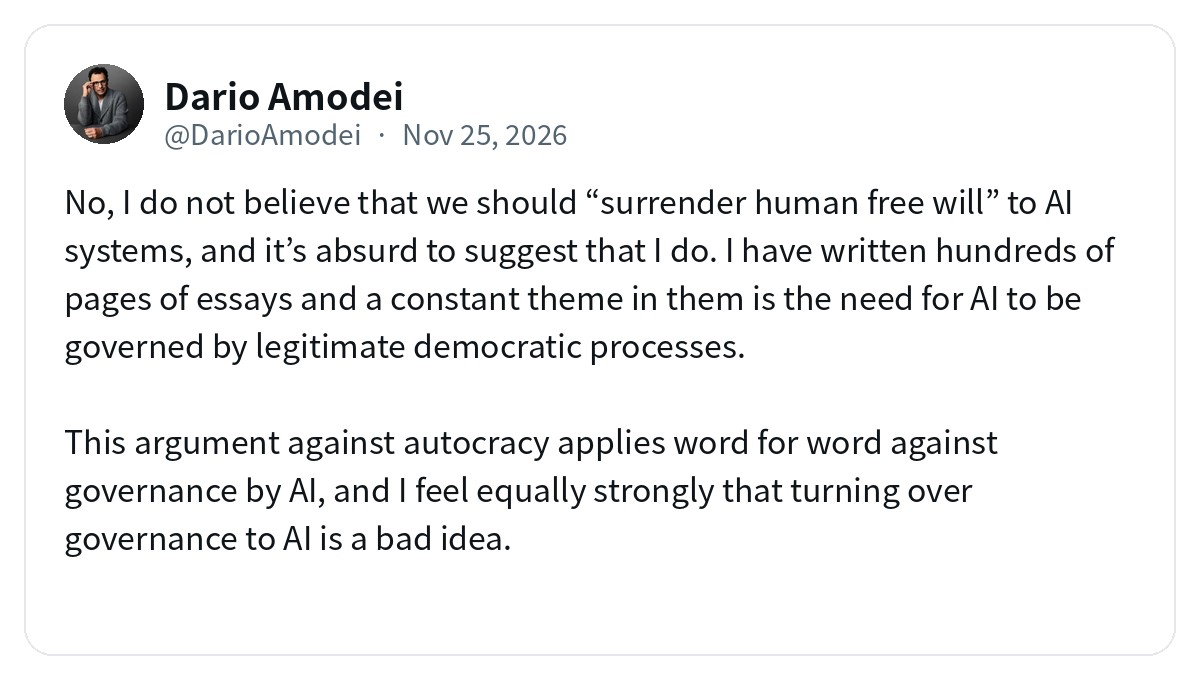 Dario Amodei
@DarioAmodei · Nov 25, 2026
No, I do not believe that we should “surrender human free will” to AI
systems, and it’s absurd to suggest that I do. I have written hundreds of
pages of essays and a constant theme in them is the need for AI to be
governed by legitimate democratic processes.
This argument against autocracy applies word for word against
governance by AI, and I feel equally strongly that turning over
governance to AI is a bad idea.